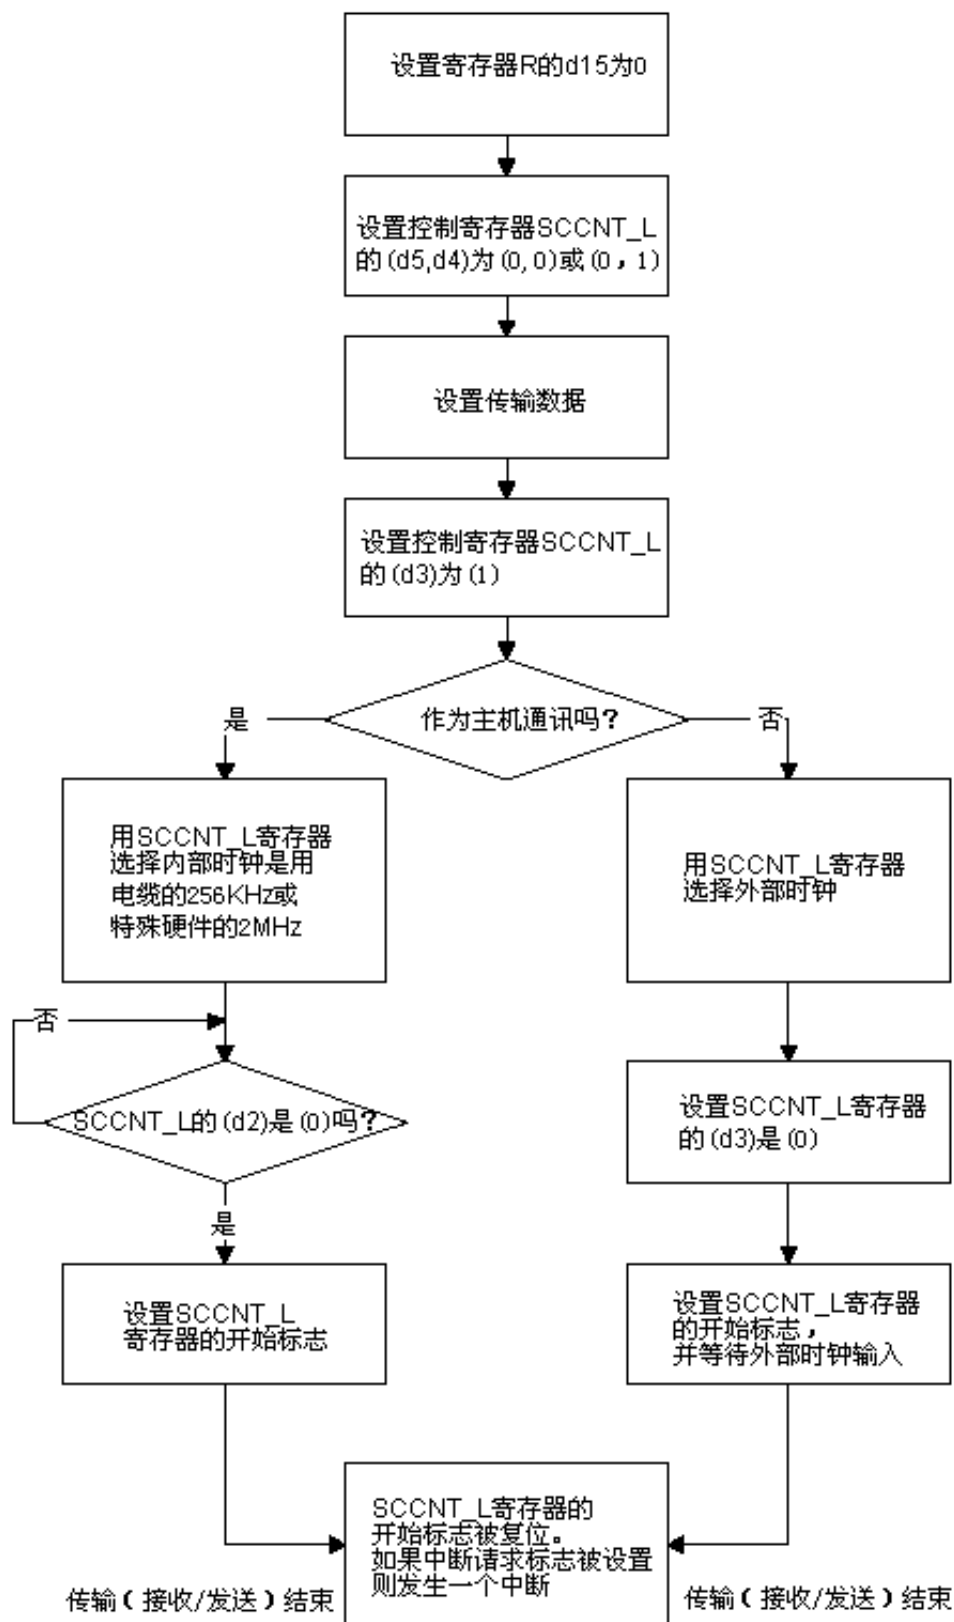 设置寄存器R的d15为0
设置控制寄存器SCCNT_L
的(d5,d4)为(0,0)或(0，1)
设置传输数据
设置控制寄存器SCCNT_L
的(d3)为(1)
作为主机通讯吗?
是
否
用SCCNT_L寄存器
选择内部时钟是用
电缆的256KHz或
特殊硬件的2MHz
用SCCNT_L寄存器
选择外部时钟
否
SCCNT_L的(d2)是(0)吗?
设置SCCNT_L寄存器
的(d3)是(0)
是
设置SCCNT_L
寄存器的开始标志
设置SCCNT_L寄存器
的开始标志，
并等待外部时钟输入
SCCNT_L寄存器的
开始标志被复位。
如果中断请求标志被设置
则发生一个中断
传输（接收/发送）结束
传输（接收/发送）结束